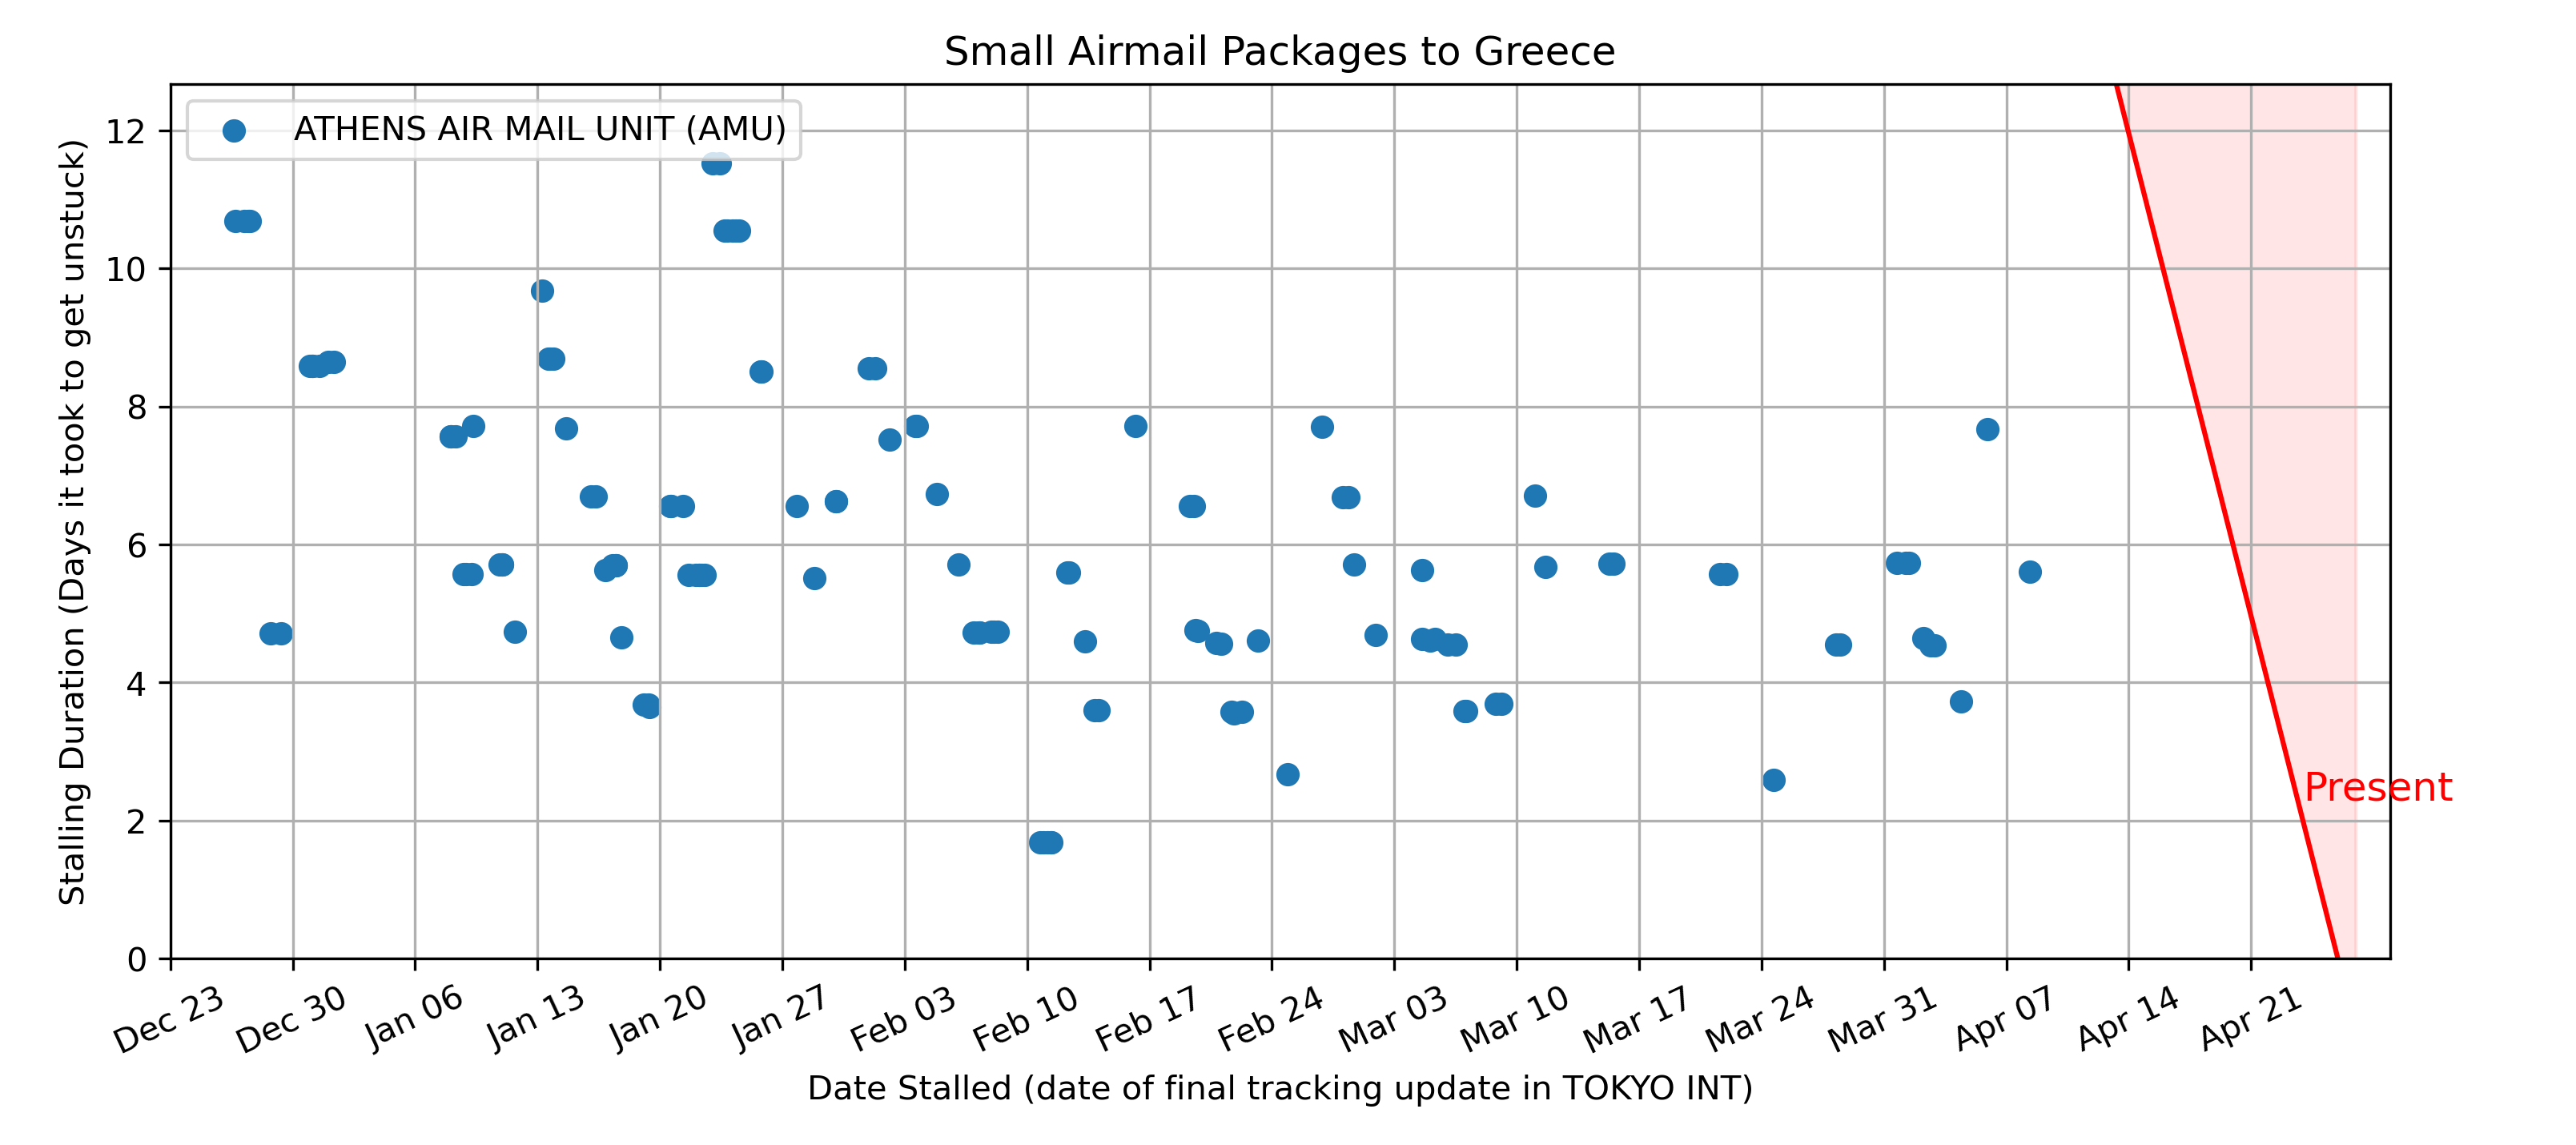 Small Airmail Packages to Greece
ATHENS AIR MAIL UNIT (AMU)
Stalling Duration (Days it took to get unstuck)
12
10
8
6
4
2
0
Present
Dec 23
Dec 30
Jan 06
Jan 13
Jan 20
Jan 27
Feb 03
Feb 10
Feb 17
Feb 24
Mar 03
Mar 10
Mar 17
Mar 24
Mar 31
Apr 07
Apr 14
Apr 21
Date Stalled (date of final tracking update in TOKYO INT)